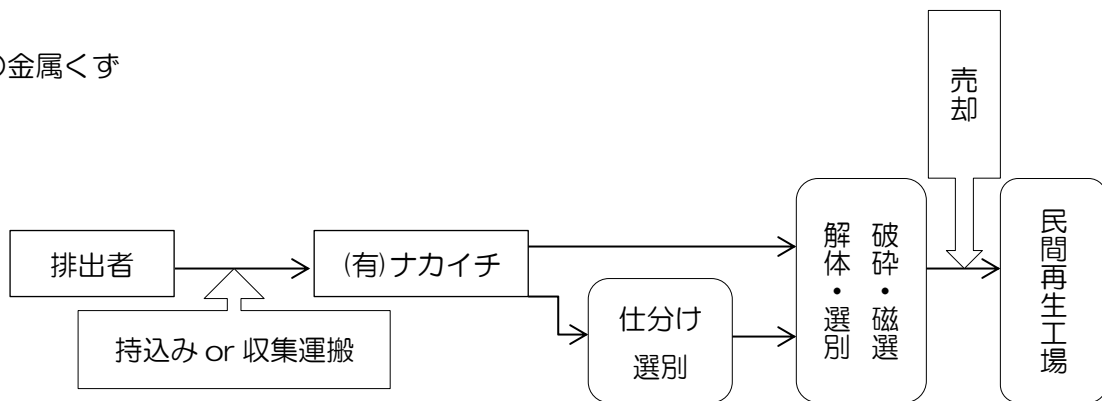 の金属くず
売却
排出者
(有)ナカイチ
持込み or 収集運搬
仕分け
選別
破砕・磁選
解体・選別
民間再生工場